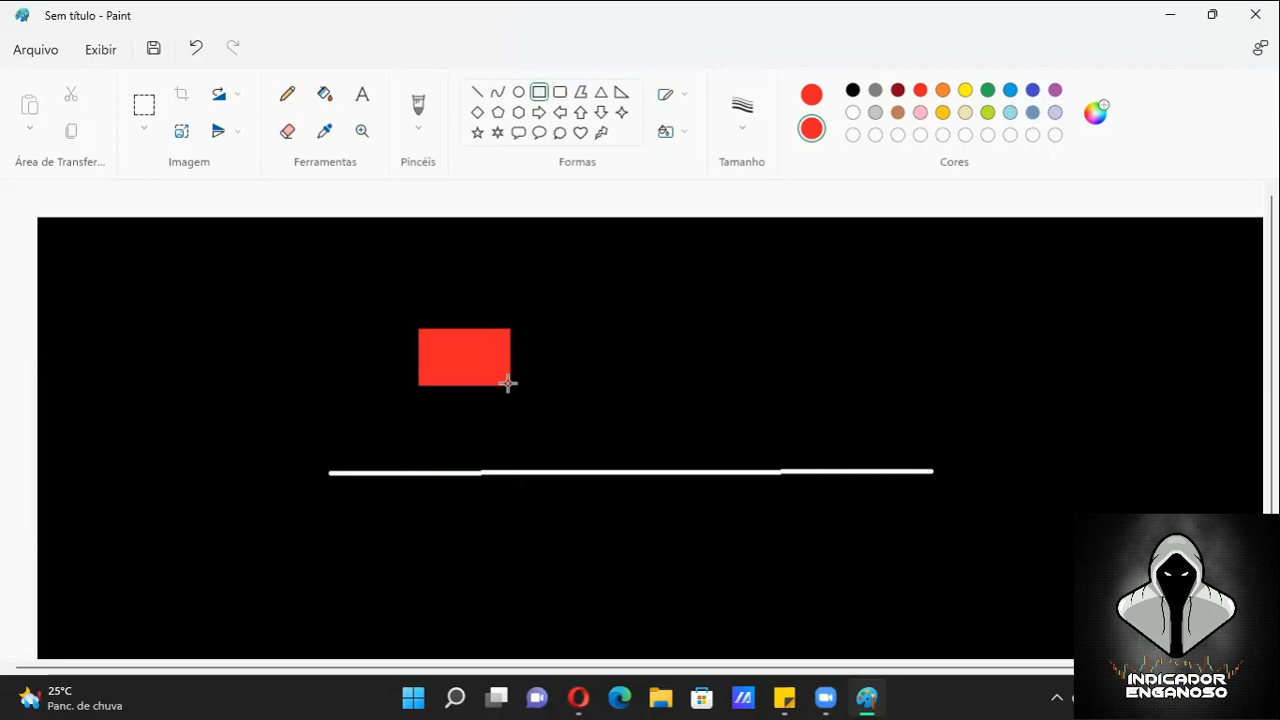 Sem título - Paint
Arquivo
Exibir
Área de Transfer...
Imagem
Ferramentas
Pincéis
Formas
Tamanho
Cores
25°C
Panc. de chuva
INDICADOR
ENGANOSO